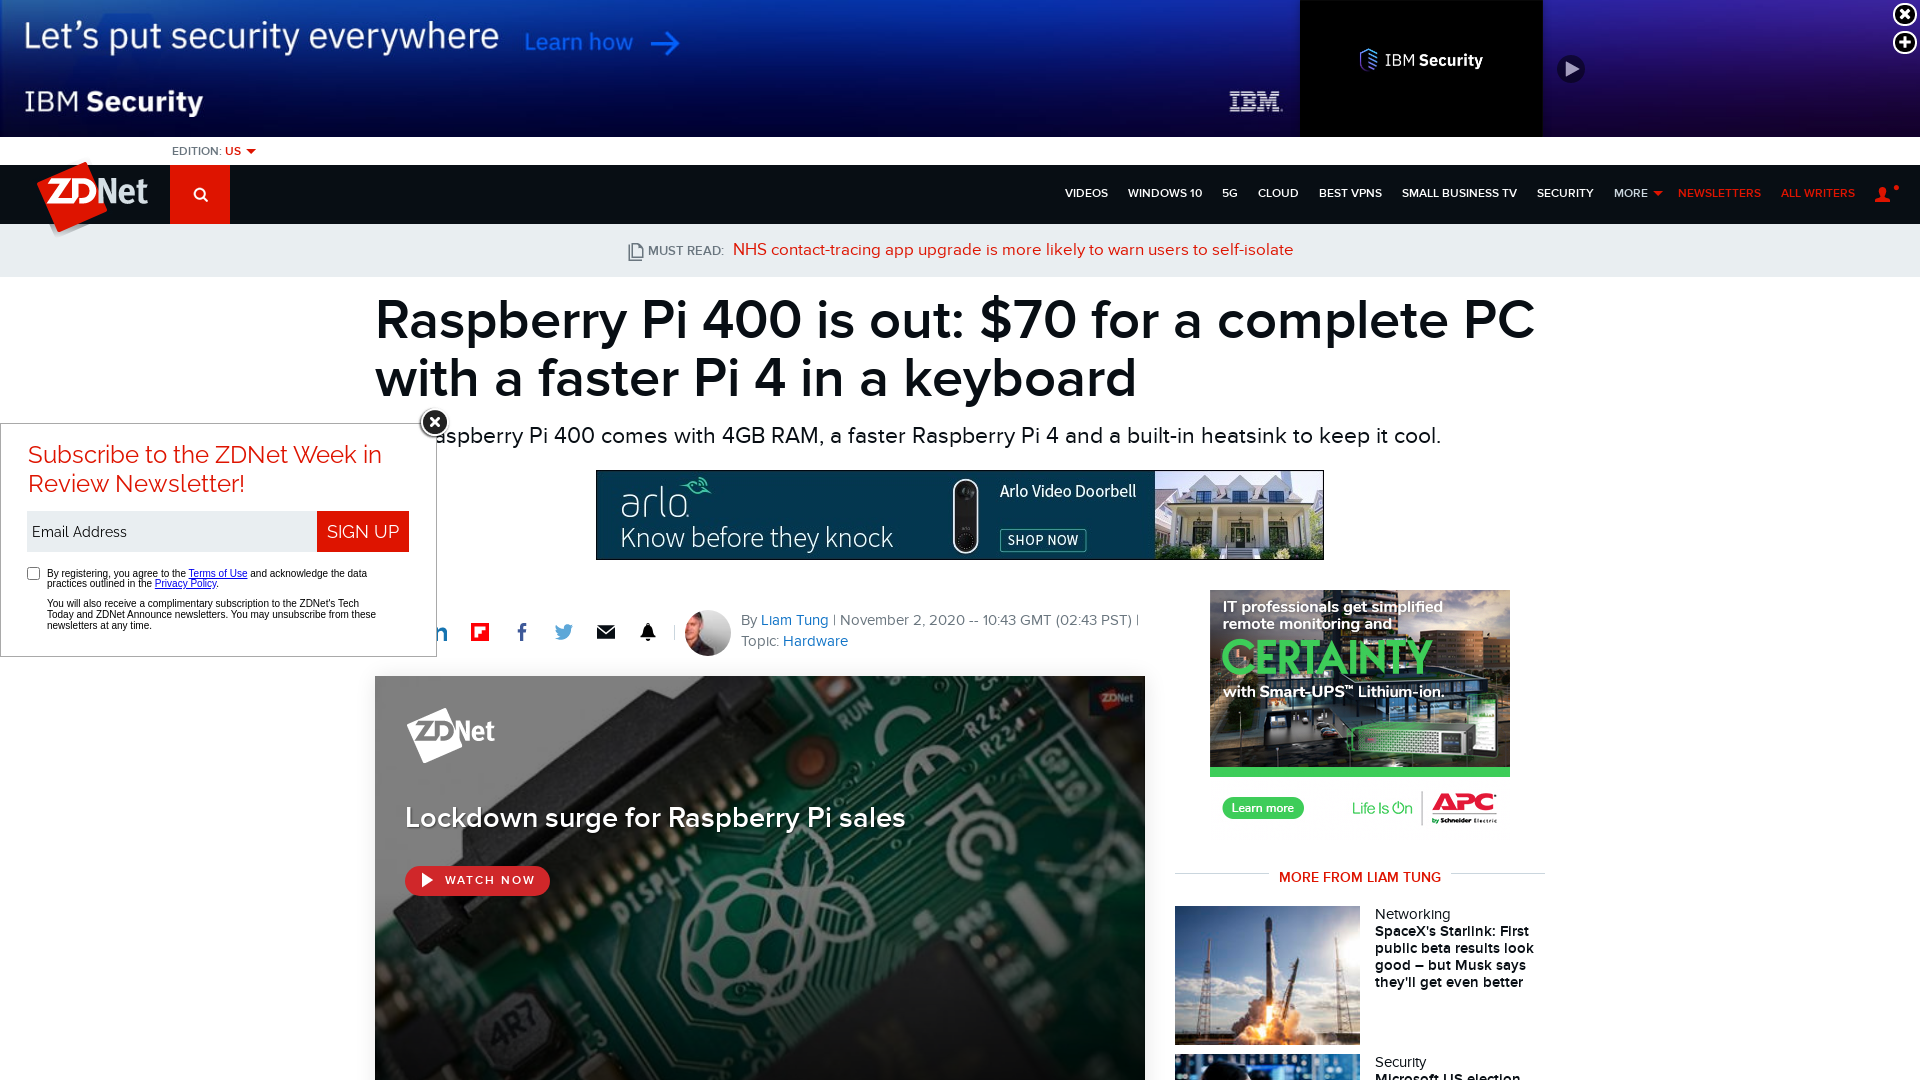 Let's put security everywhere
Learn how
IBM Security
IBM
IBM Security
EDITION: US
ZDNet
VIDEOS
WINDOWS 10
5G
CLOUD
BEST VPNS
SMALL BUSINESS TV
SECURITY
MORE
NEWSLETTERS
ALL WRITERS
MUST READ: NHS contact-tracing app upgrade is more likely to warn users to self-isolate
Raspberry Pi 400 is out: $70 for a complete PC
with a faster Pi 4 in a keyboard
aspberry Pi 400 comes with 4GB RAM, a faster Raspberry Pi 4 and a built-in heatsink to keep it cool.
Subscribe to the ZDNet Week in
Review Newsletter!
Email Address
SIGN UP
By registering, you agree to the Terms of Use and acknowledge the data
practices outlined in the Privacy Policy.
You will also receive a complimentary subscription to the ZDNet's Tech
Today and ZDNet Announce newsletters. You may unsubscribe from these
newsletters at any time.
arlo
Know before they knock
Arlo Video Doorbell
SHOP NOW
By Liam Tung | November 2, 2020 -- 10:43 GMT (02:43 PST) |
Topic: Hardware
ZDNet
ZDNet
Lockdown surge for Raspberry Pi sales
WATCH NOW
RUN
R24
R23
GPIO
DISPLAY
4R7
IT professionals get simplified
remote monitoring and
CERTAINTY
with Smart-UPS™ Lithium-ion.
Learn more
Life Is On
APC
by Schneider Electric
MORE FROM LIAM TUNG
Networking
SpaceX's Starlink: First
public beta results look
good – but Musk says
they'll get even better
Security
Microsoft US election